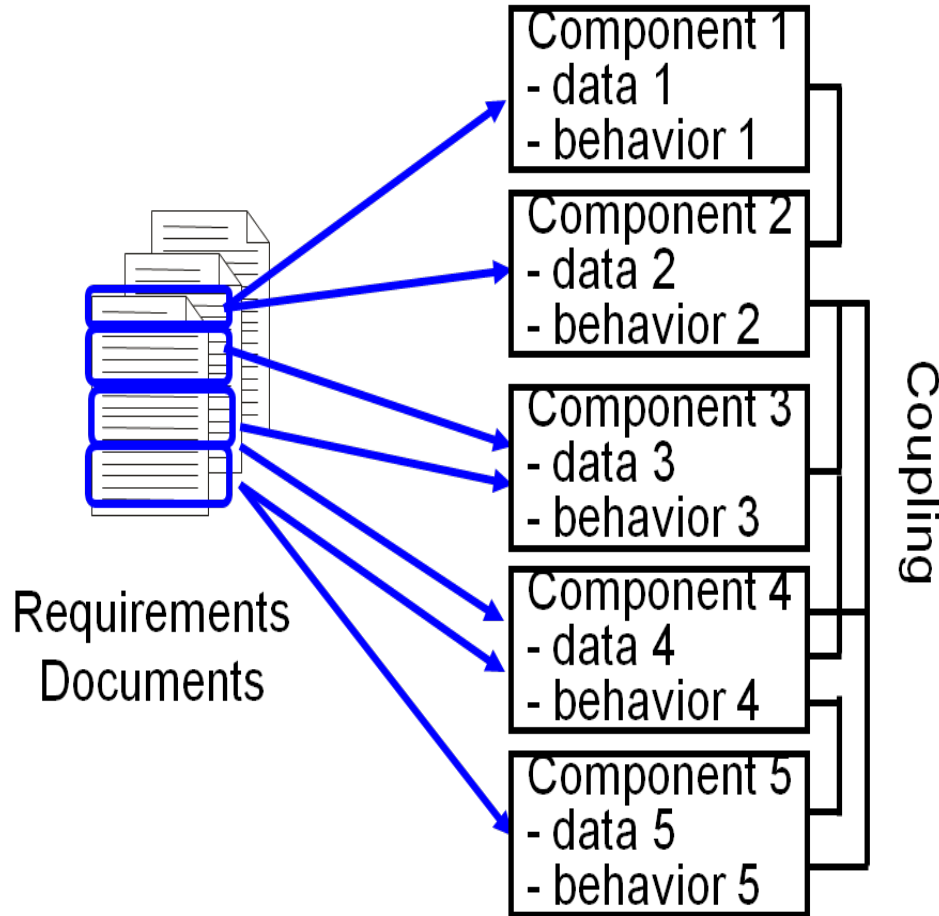 Component 1
- data 1
- behavior 1
Component 2
- data 2
- behavior 2
Component 3
- data 3
- behavior 3
Component 4
- data 4
- behavior 4
Component 5
- data 5
- behavior 5
Requirements
Documents
Coupling